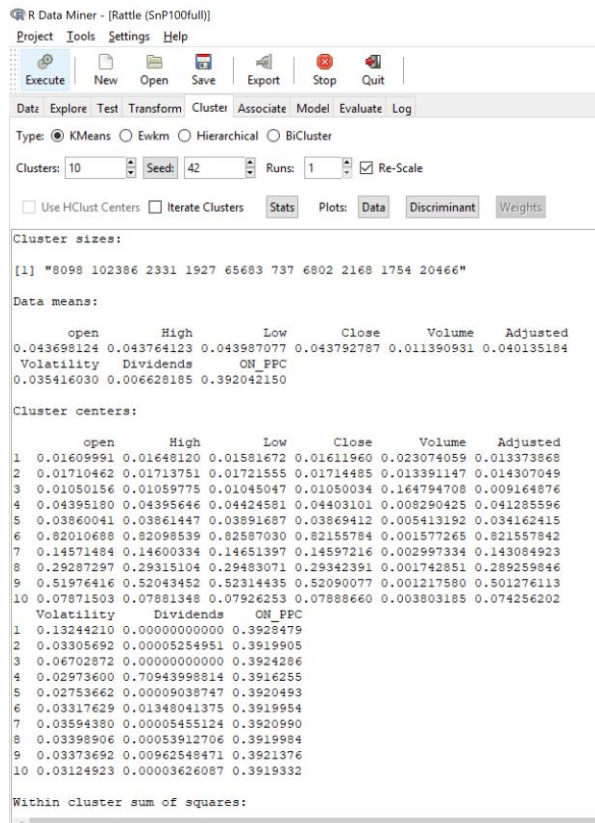 R Data Miner - [Rattle (SnP100full)]
Project Tools Settings Help
Execute New Open Save Export Stop Quit
Data Explore Test Transform Cluster Associate Model Evaluate Log
Type: KMeans Ewkm Hierarchical BiCluster
Clusters: 10 Seed: 42 Runs: 1 Re-Scale
Use HClust Centers Iterate Clusters Stats Plots: Data Discriminant Weights
Cluster sizes:
[1] "8098 102386 2331 1927 65683 737 6802 2168 1754 20466"
Data means:
open High Low Close Volume Adjusted
0.043698124 0.043764123 0.043987077 0.043792787 0.011390931 0.040135184
Volatility Dividends ON_PPC
0.035416030 0.006628185 0.392042150
Cluster centers:
open High Low Close Volume Adjusted
1 0.01609991 0.01648120 0.01581672 0.01611960 0.023074059 0.013373868
2 0.01710462 0.01713751 0.01721555 0.01714485 0.013391147 0.014307049
3 0.01050156 0.01059775 0.01045047 0.01050034 0.164794708 0.009164876
4 0.04395180 0.04395646 0.04424581 0.04403101 0.008290425 0.041285596
5 0.03860041 0.03861447 0.03891687 0.03869412 0.005413192 0.034162415
6 0.82010688 0.82098539 0.82587030 0.82155784 0.001577265 0.821557842
7 0.14571484 0.14600334 0.14651397 0.14597216 0.002997334 0.143084923
8 0.29287297 0.29315104 0.29483071 0.29342391 0.001742851 0.289259846
9 0.51976416 0.52043452 0.52314435 0.52090077 0.001217580 0.501276113
10 0.07871503 0.07881348 0.07926253 0.07888660 0.003803185 0.074256202
Volatility Dividends ON_PPC
1 0.13244210 0.00000000000 0.3928479
2 0.03305692 0.00005254951 0.3919905
3 0.06702872 0.00000000000 0.3924286
4 0.02973600 0.70943998814 0.3916255
5 0.02753662 0.00009038747 0.3920493
6 0.03317629 0.01348041375 0.3919954
7 0.03594380 0.00005455124 0.3920990
8 0.03398906 0.00053912706 0.3919984
9 0.03373692 0.00962548471 0.3921376
10 0.03124923 0.00003626087 0.3919332
Within cluster sum of squares: